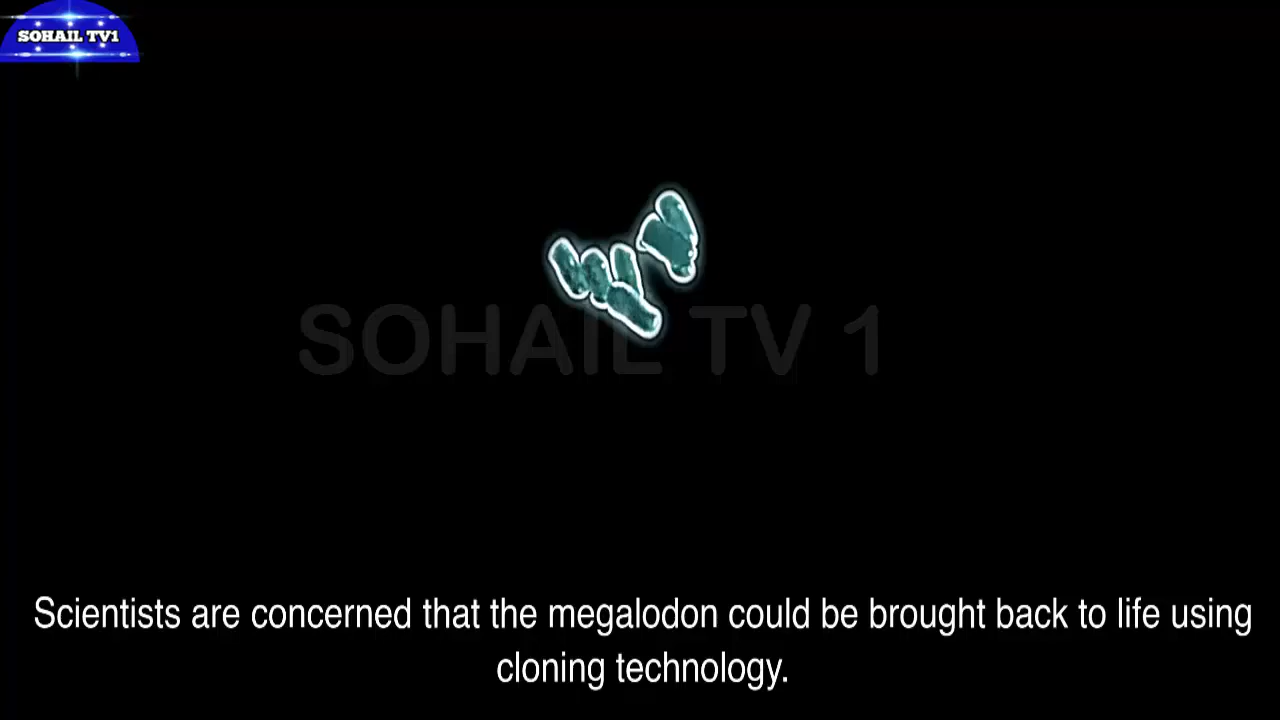 SOHAIL TV1
SOHAIL TV 1
Scientists are concerned that the megalodon could be brought back to life using
cloning technology.